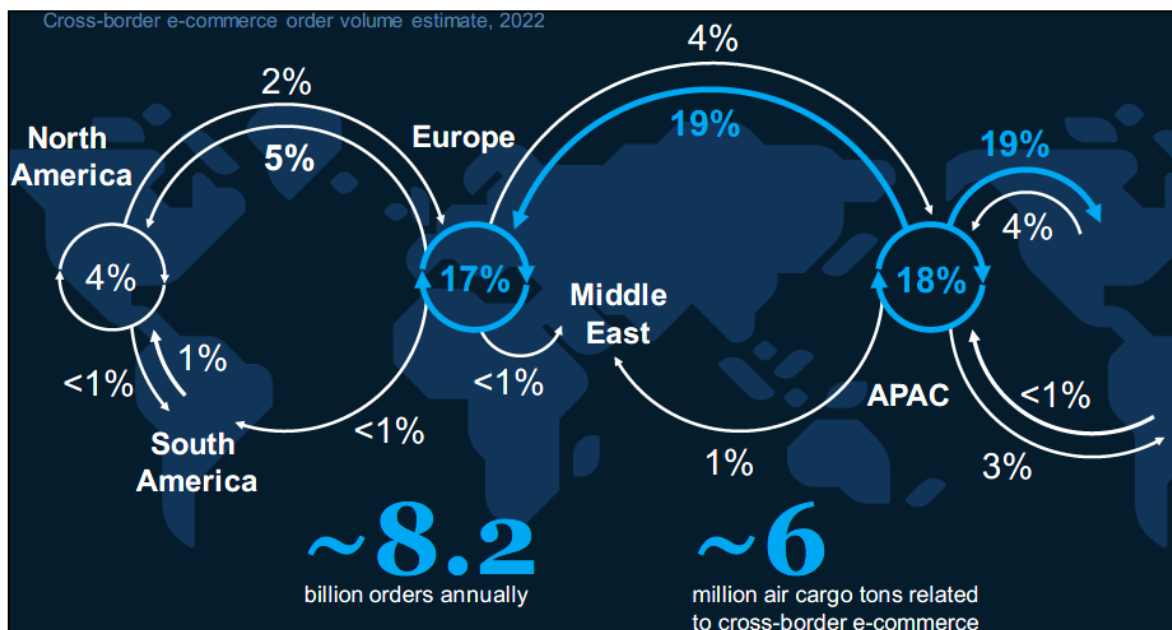 Cross-border e-commerce order volume estimate, 2022
4%
2%
19%
North
America
Europe
5%
19%
4%
4%
17%
18%
Middle
East
1%
<1%
<1%
APAC
<1%
<1%
South
America
1%
3%
~8.2
billion orders annually
~6
million air cargo tons related
to cross-border e-commerce